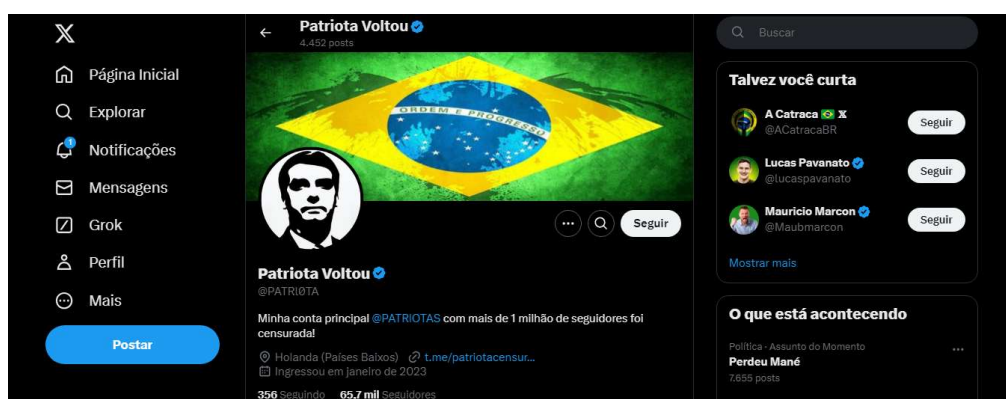 X
Página Inicial
Explorar
1
Notificações
Mensagens
Grok
Perfil
Mais
Postar
Patriota Voltou
4.452 posts
ORDEM E PROGRESSO
Seguir
Patriota Voltou
@PATRIØTA
Minha conta principal @PATRIOTAS com mais de 1 milhão de seguidores foi
censurada!
Holanda (Países Baixos) t.me/patriotacensur...
Ingressou em janeiro de 2023
356 Seguindo 65,7 mil Seguidores
Buscar
Talvez você curta
A Catraca 🇧🇷 X
@ACatracaBR
Seguir
Lucas Pavanato
@lucaspavanato
Seguir
Mauricio Marcon
@Maubmarcon
Seguir
Mostrar mais
O que está acontecendo
Política · Assunto do Momento
Perdeu Mané
7.655 posts